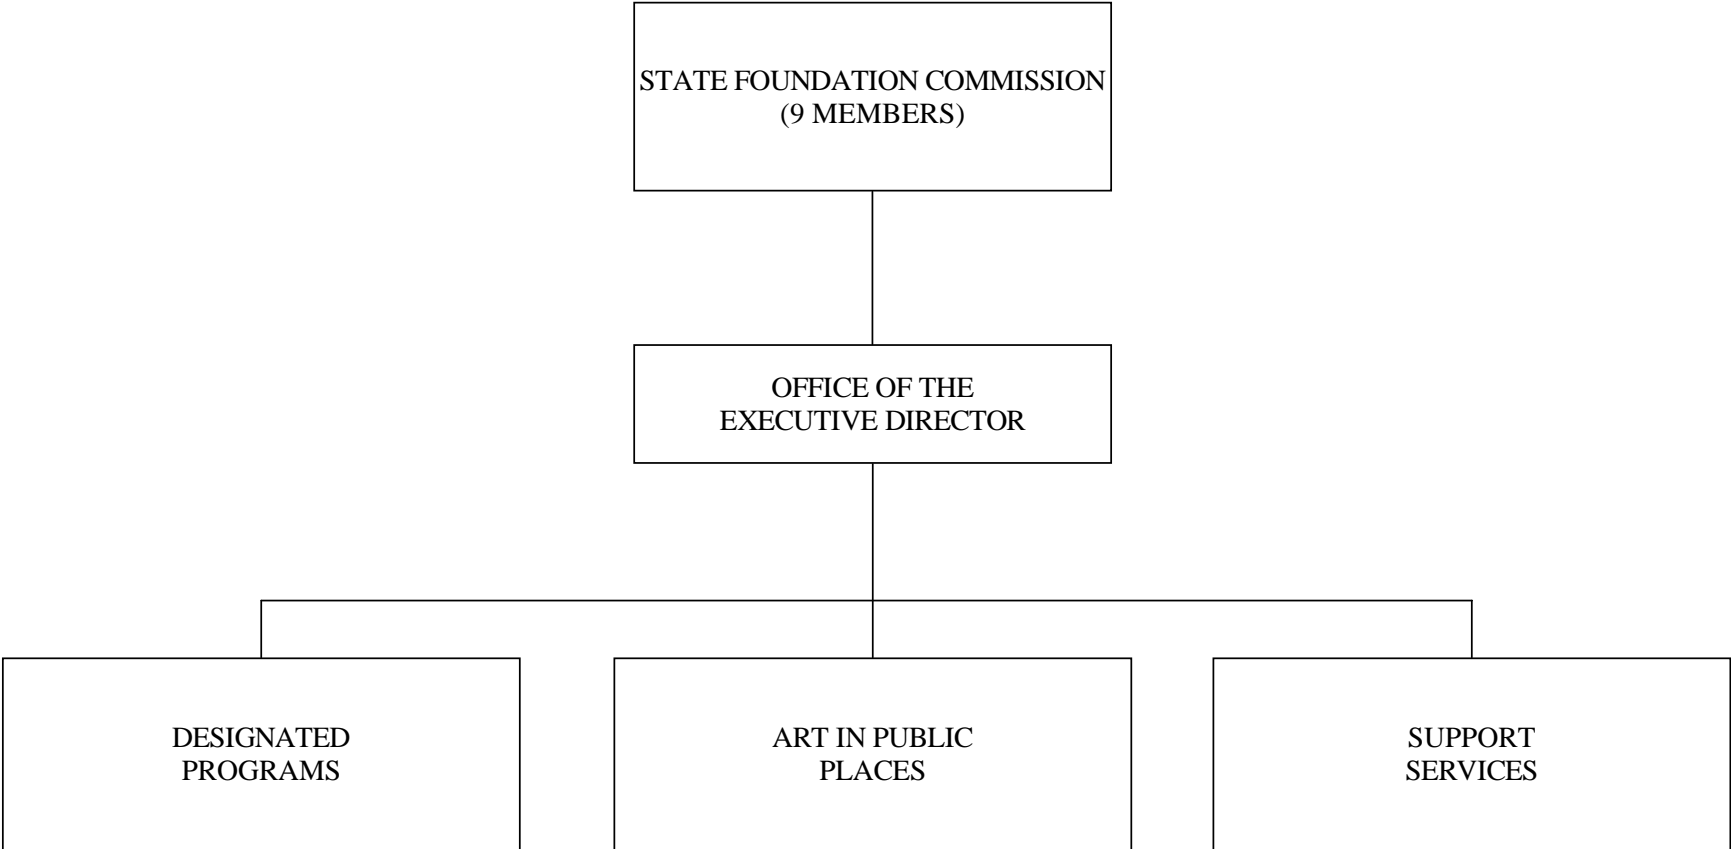 STATE FOUNDATION COMMISSION
(9 MEMBERS)
OFFICE OF THE
EXECUTIVE DIRECTOR
DESIGNATED
PROGRAMS
ART IN PUBLIC
PLACES
SUPPORT
SERVICES